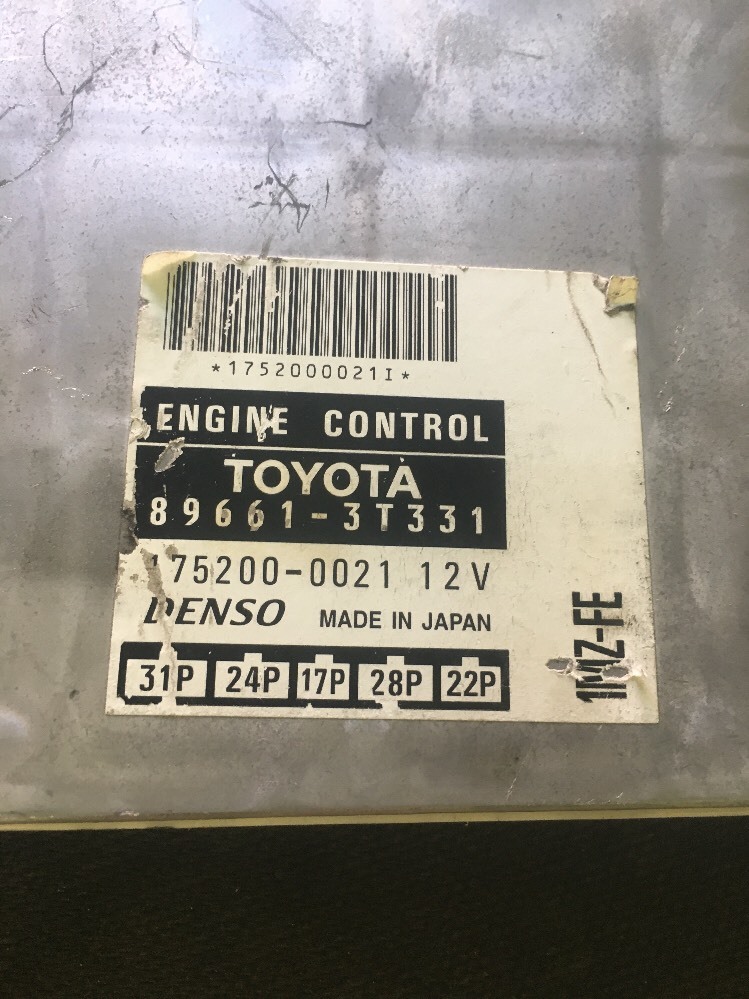 *1752000021I*
ENGINE CONTROL
TOYOTA
89661-3T331
175200-0021 12V
DENSO MADE IN JAPAN
31P 24P 17P 28P 22P
1MZ-FE